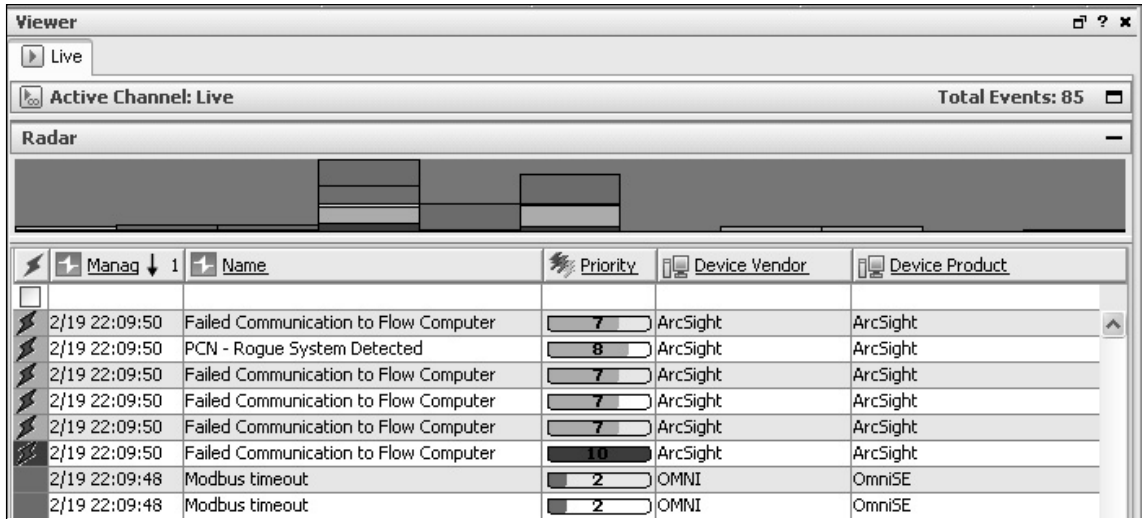 Viewer
Live
Active Channel: Live Total Events: 85
Radar
Manag 1 Name Priority Device Vendor Device Product
2/19 22:09:50 Failed Communication to Flow Computer 7 ArcSight ArcSight
2/19 22:09:50 PCN - Rogue System Detected 8 ArcSight ArcSight
2/19 22:09:50 Failed Communication to Flow Computer 7 ArcSight ArcSight
2/19 22:09:50 Failed Communication to Flow Computer 7 ArcSight ArcSight
2/19 22:09:50 Failed Communication to Flow Computer 7 ArcSight ArcSight
2/19 22:09:50 Failed Communication to Flow Computer 10 ArcSight ArcSight
2/19 22:09:48 Modbus timeout 2 OMNI OmniSE
2/19 22:09:48 Modbus timeout 2 OMNI OmniSE